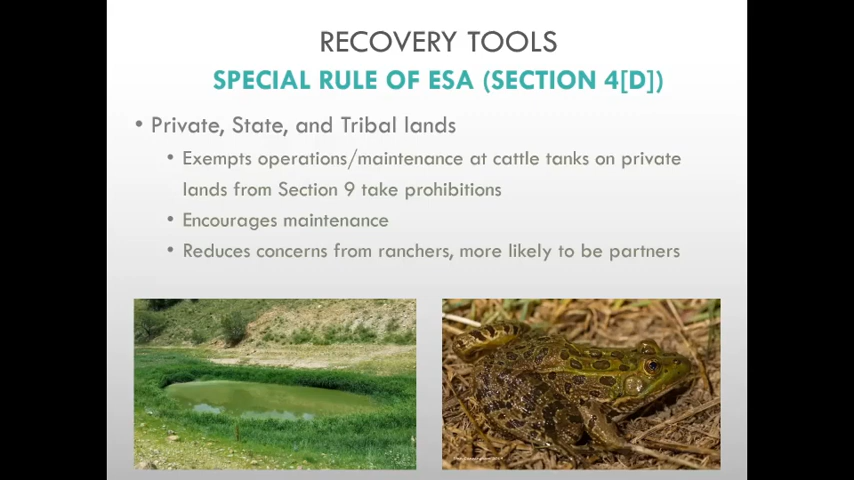 RECOVERY TOOLS
SPECIAL RULE OF ESA (SECTION 4[D])
• Private, State, and Tribal lands
• Exempts operations/maintenance at cattle tanks on private
lands from Section 9 take prohibitions
• Encourages maintenance
• Reduces concerns from ranchers, more likely to be partners